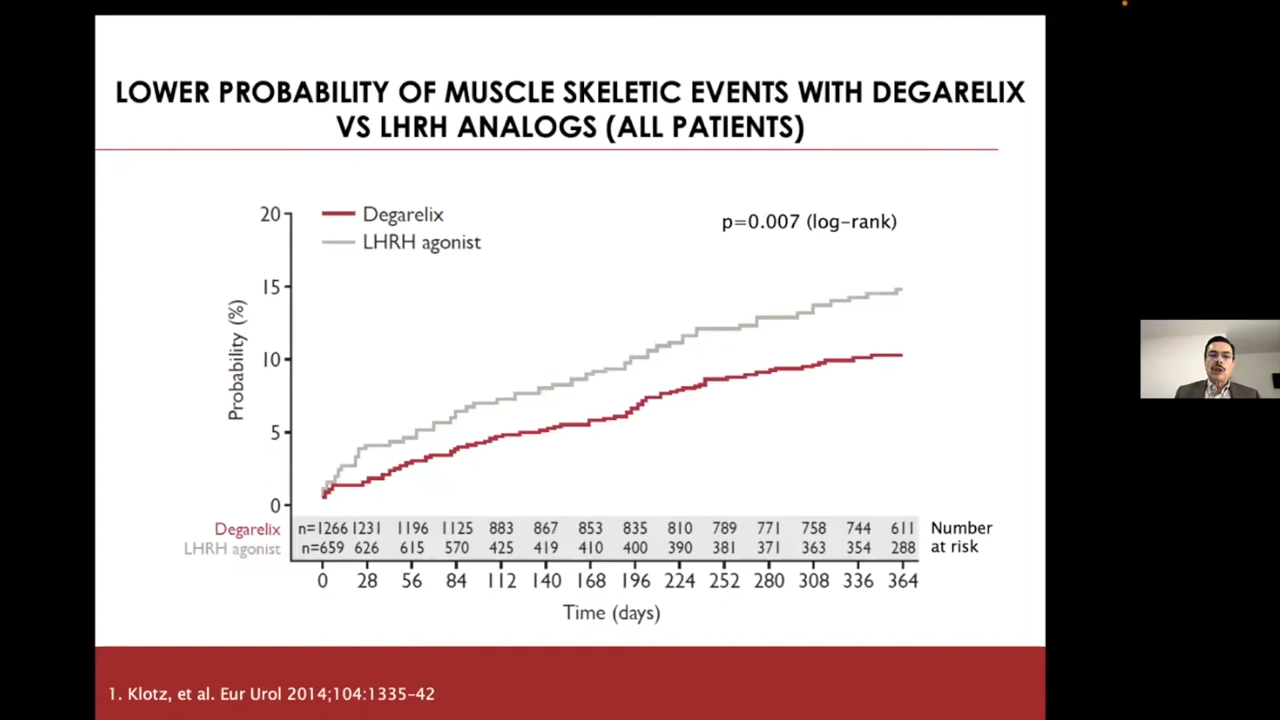 LOWER PROBABILITY OF MUSCLE SKELETIC EVENTS WITH DEGARELIX
VS LHRH ANALOGS (ALL PATIENTS)
Degarelix
LHRH agonist
p=0.007 (log-rank)
20
15
10
5
0
Probability (%)
Degarelix n=1266 1231 1196 1125 883 867 853 835 810 789 771 758 744 611 Number
LHRH agonist n=659 626 615 570 425 419 410 400 390 381 371 363 354 288 at risk
0 28 56 84 112 140 168 196 224 252 280 308 336 364
Time (days)
1. Klotz, et al. Eur Urol 2014;104:1335-42